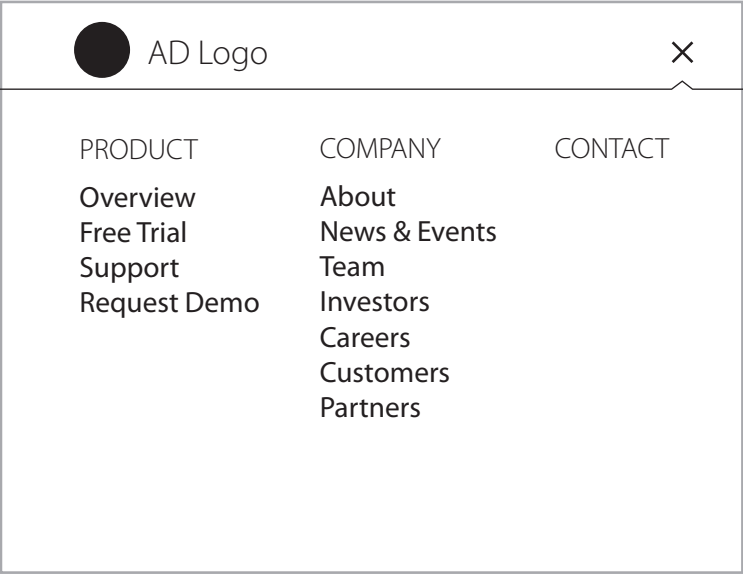 AD Logo
PRODUCT
Overview
Free Trial
Support
Request Demo
COMPANY
About
News & Events
Team
Investors
Careers
Customers
Partners
CONTACT